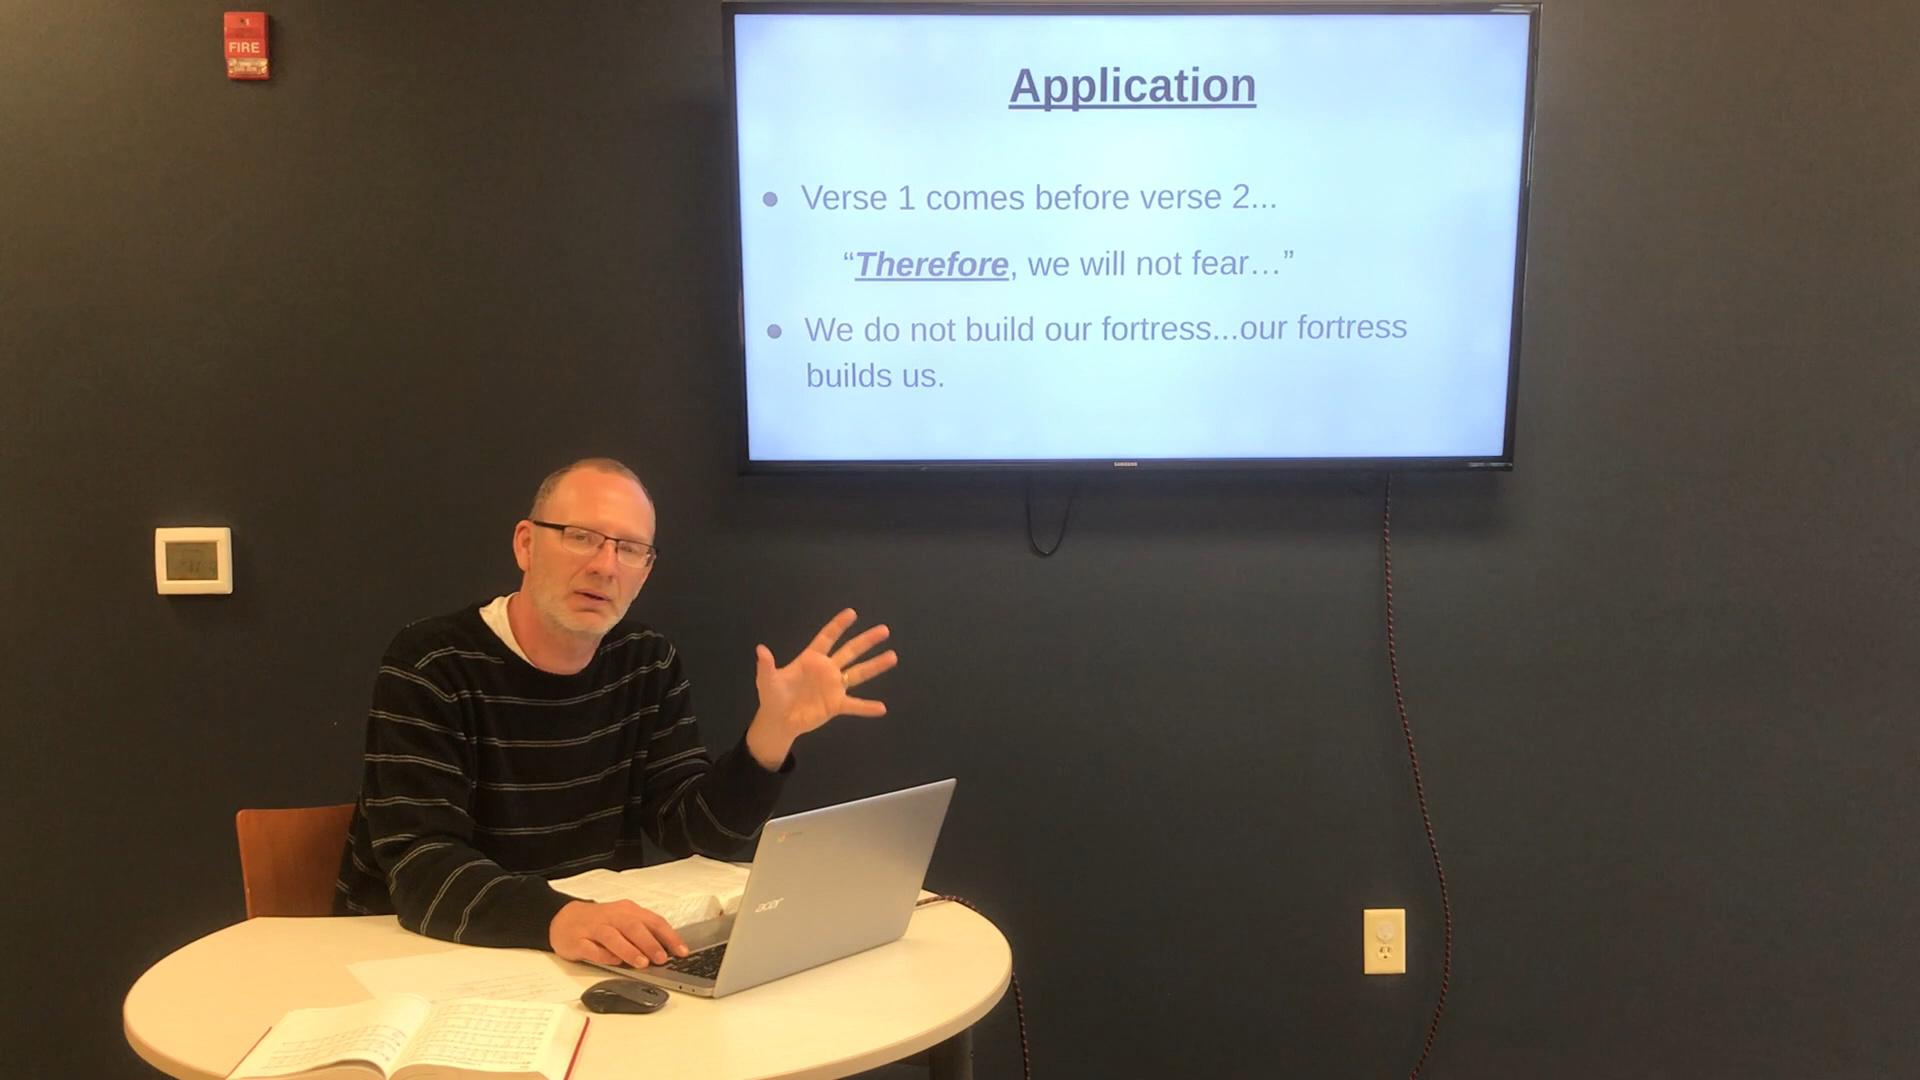 FIRE
Application
● Verse 1 comes before verse 2...
“Therefore, we will not fear…”
● We do not build our fortress...our fortress
builds us.
SAMSUNG
acer